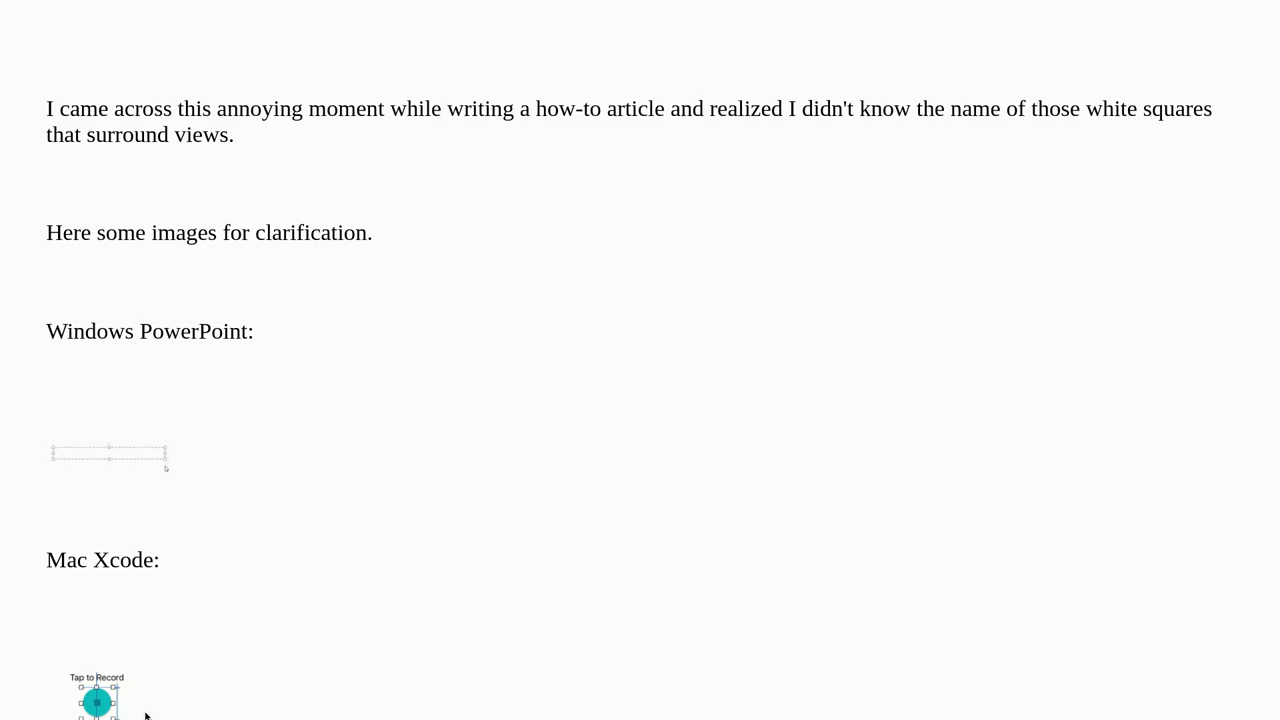 I came across this annoying moment while writing a how-to article and realized I didn't know the name of those white squares
that surround views.
Here some images for clarification.
Windows PowerPoint:
Mac Xcode:
Tap to Record